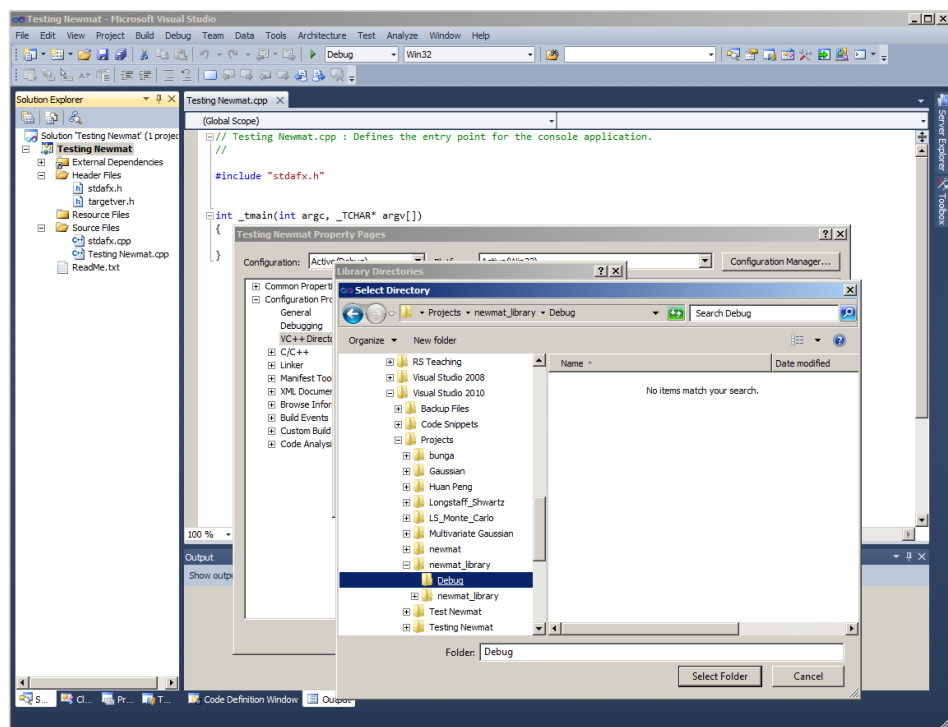 Testing Newmat - Microsoft Visual Studio
File Edit View Project Build Debug Team Data Tools Architecture Test Analyze Window Help
Debug Win32
Solution Explorer
Testing Newmat.cpp
(Global Scope)
Solution 'Testing Newmat' (1 projec
Testing Newmat
External Dependencies
Header Files
stdafx.h
targetver.h
Resource Files
Source Files
stdafx.cpp
Testing Newmat.cpp
ReadMe.txt
// Testing Newmat.cpp : Defines the entry point for the console application.
//
#include "stdafx.h"
int _tmain(int argc, _TCHAR* argv[])
{
}
100 %
Output
Show outpu
Server Explorer
Toolbox
Testing Newmat Property Pages
Configuration: Active(Debug) Active(Win32) Configuration Manager...
Common Properti
Configuration Pro
General
Debugging
VC++ Directo
C/C++
Linker
Manifest Too
XML Documen
Browse Infor
Build Events
Custom Build
Code Analysi
Library Directories
Select Directory
Projects newmat_library Debug
Search Debug
Organize New folder
RS Teaching
Visual Studio 2008
Visual Studio 2010
Backup Files
Code Snippets
Projects
bunga
Gaussian
Huan Peng
Longstaff_Shwartz
LS_Monte_Carlo
Multivariate Gaussian
newmat
newmat_library
Debug
newmat_library
Test Newmat
Testing Newmat
Name Date modified
No items match your search.
Folder: Debug
Select Folder Cancel
S... Cl... Pr... T... Code Definition Window Output